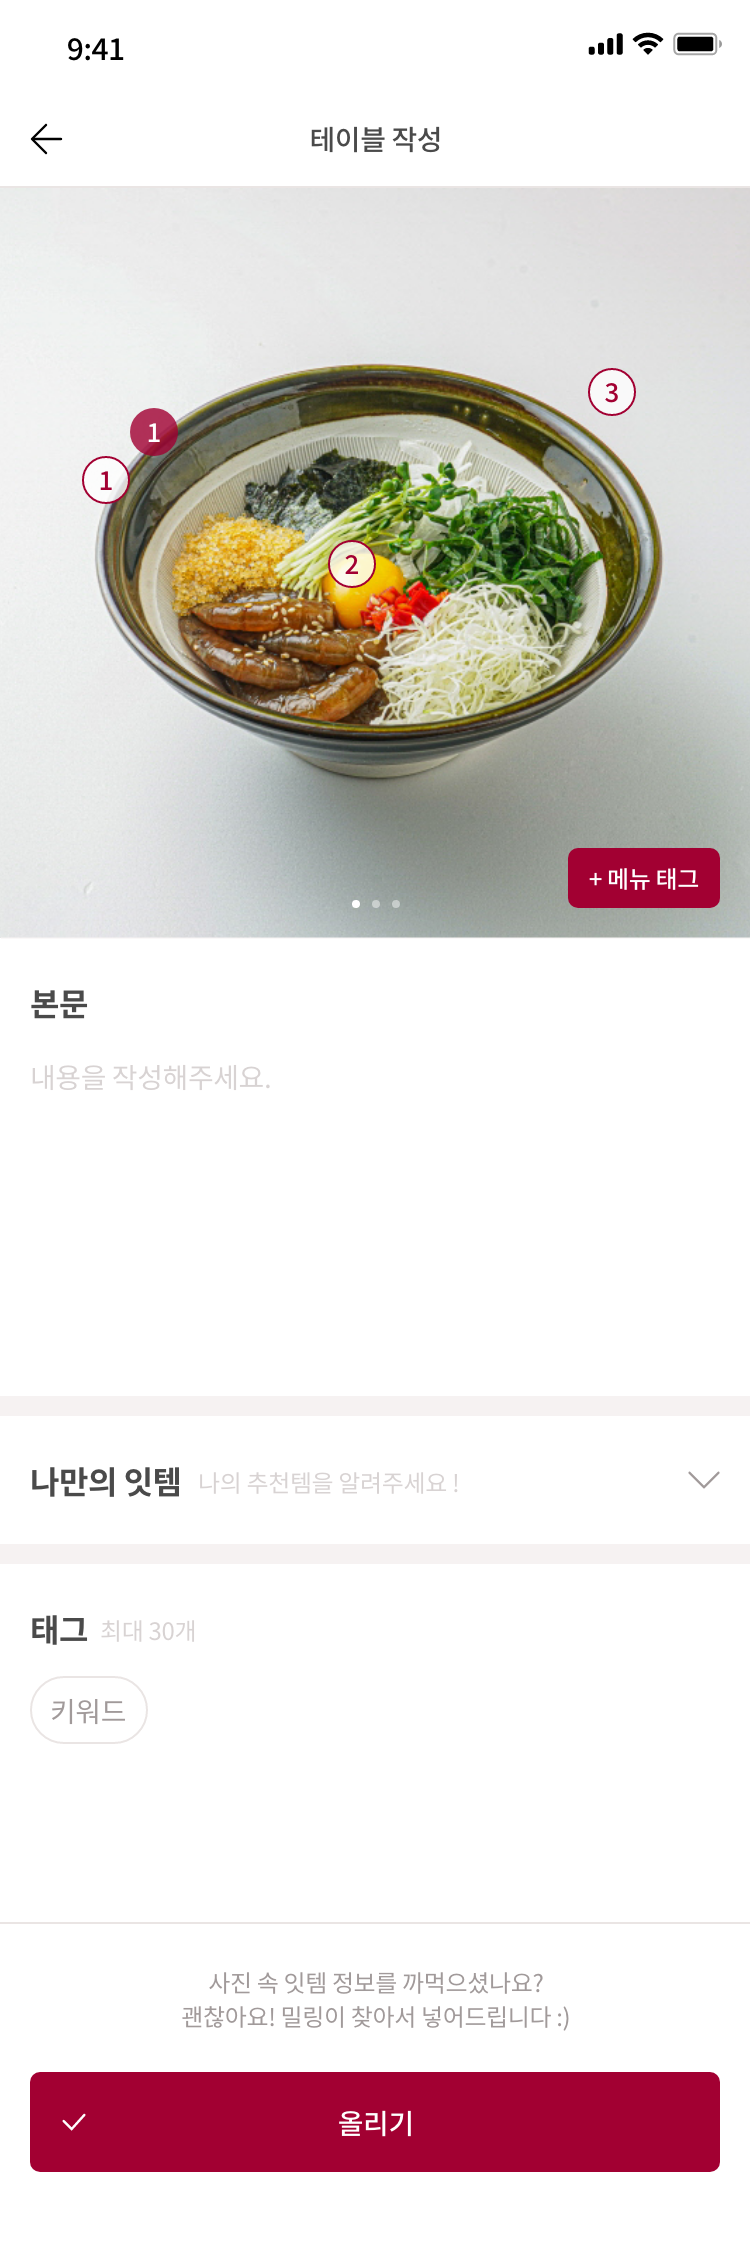 9:41
테이블 작성
3
1
1
2
+ 메뉴 태그
본문
내용을 작성해주세요.
나만의 잇템 나의 추천템을 알려주세요 !
태그 최대 30개
키워드
사진 속 잇템 정보를 까먹으셨나요?
괜찮아요! 밀링이 찾아서 넣어드립니다 :)
올리기